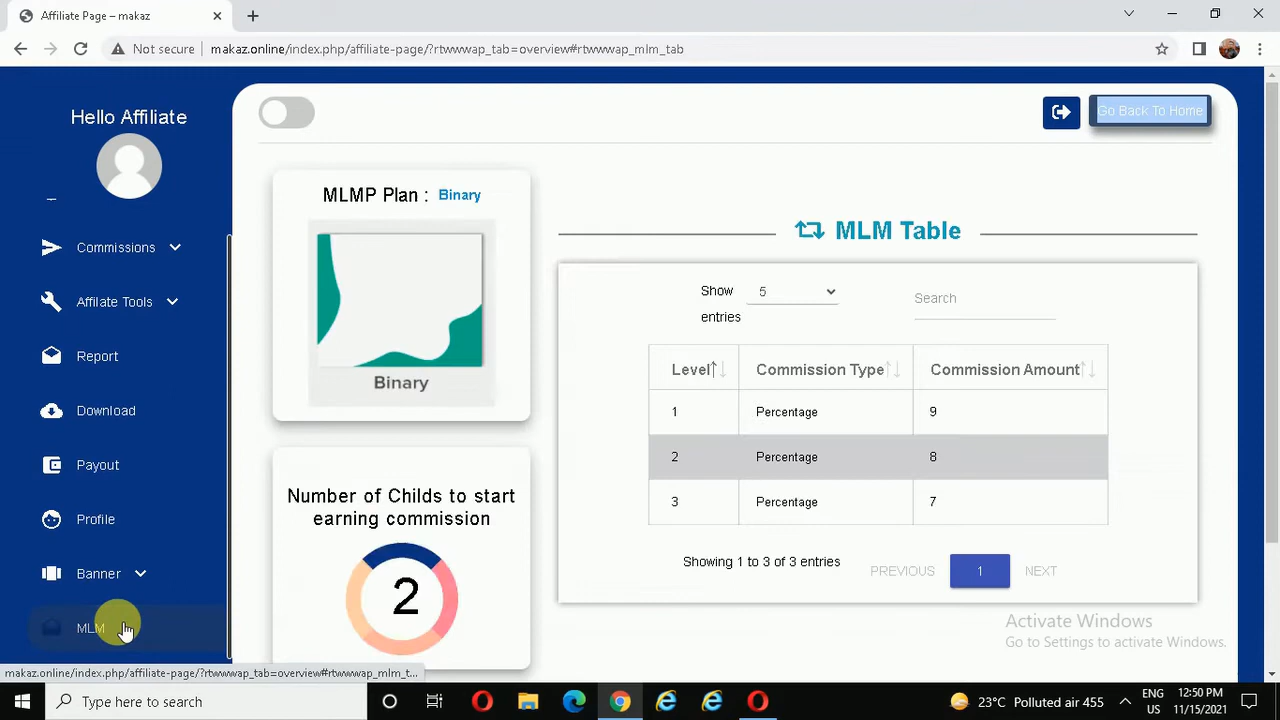 Affiliate Page – makaz
Not secure
makaz.online/index.php/affiliate-page/?rtwwwap_tab=overview#rtwwwap_mlm_tab
Hello Affiliate
Commissions
Affilate Tools
Report
Download
Payout
Profile
Banner
MLM
Go Back To Home
MLMP Plan : Binary
Binary
Number of Childs to start
earning commission
2
MLM Table
Show 5
entries
Search
Level Commission Type Commission Amount
1 Percentage 9
2 Percentage 8
3 Percentage 7
Showing 1 to 3 of 3 entries
PREVIOUS 1 NEXT
Activate Windows
Go to Settings to activate Windows.
makaz.online/index.php/affiliate-page/?rtwwwap_tab=overview#rtwwwap_mlm_t...
Type here to search
23°C Polluted air 455
ENG
US
12:50 PM
11/15/2021